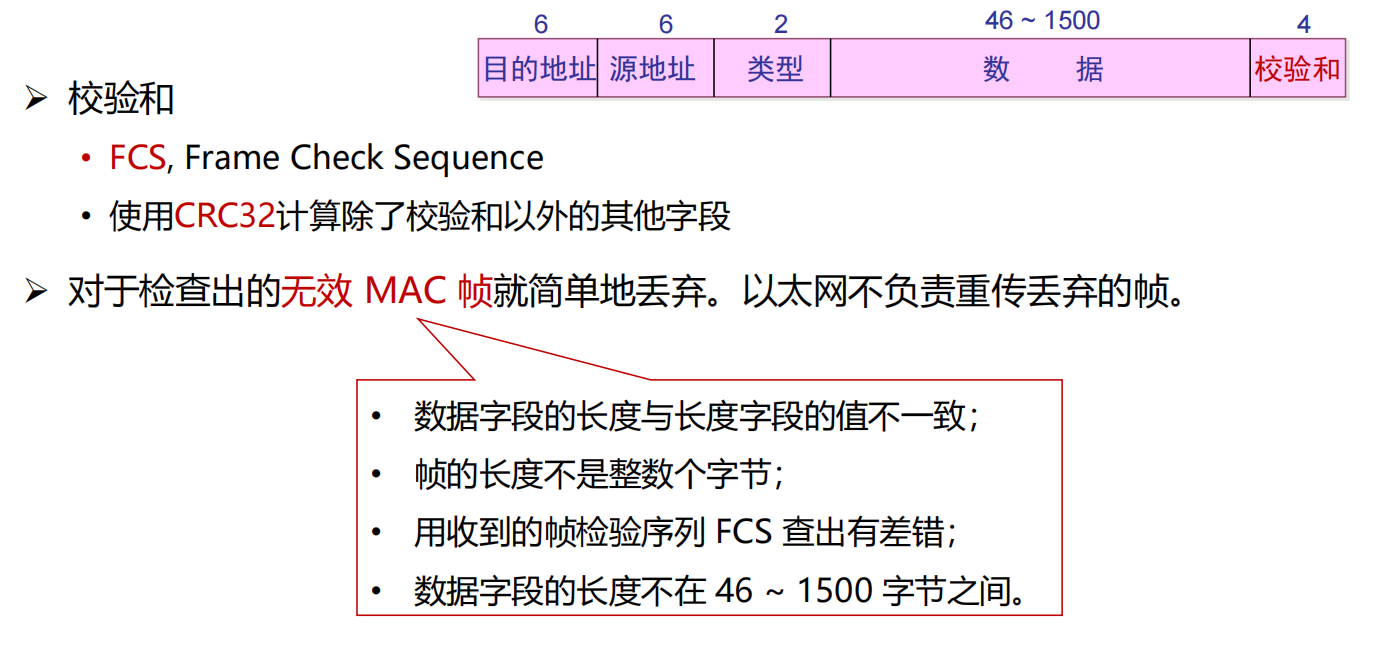 6 6 2 46 ~ 1500 4
目的地址 源地址 类型 数 据 校验和
➢ 校验和
• FCS, Frame Check Sequence
• 使用CRC32计算除了校验和以外的其他字段
➢ 对于检查出的无效 MAC 帧就简单地丢弃。以太网不负责重传丢弃的帧。
• 数据字段的长度与长度字段的值不一致；
• 帧的长度不是整数个字节；
• 用收到的帧检验序列 FCS 查出有差错；
• 数据字段的长度不在 46 ~ 1500 字节之间。